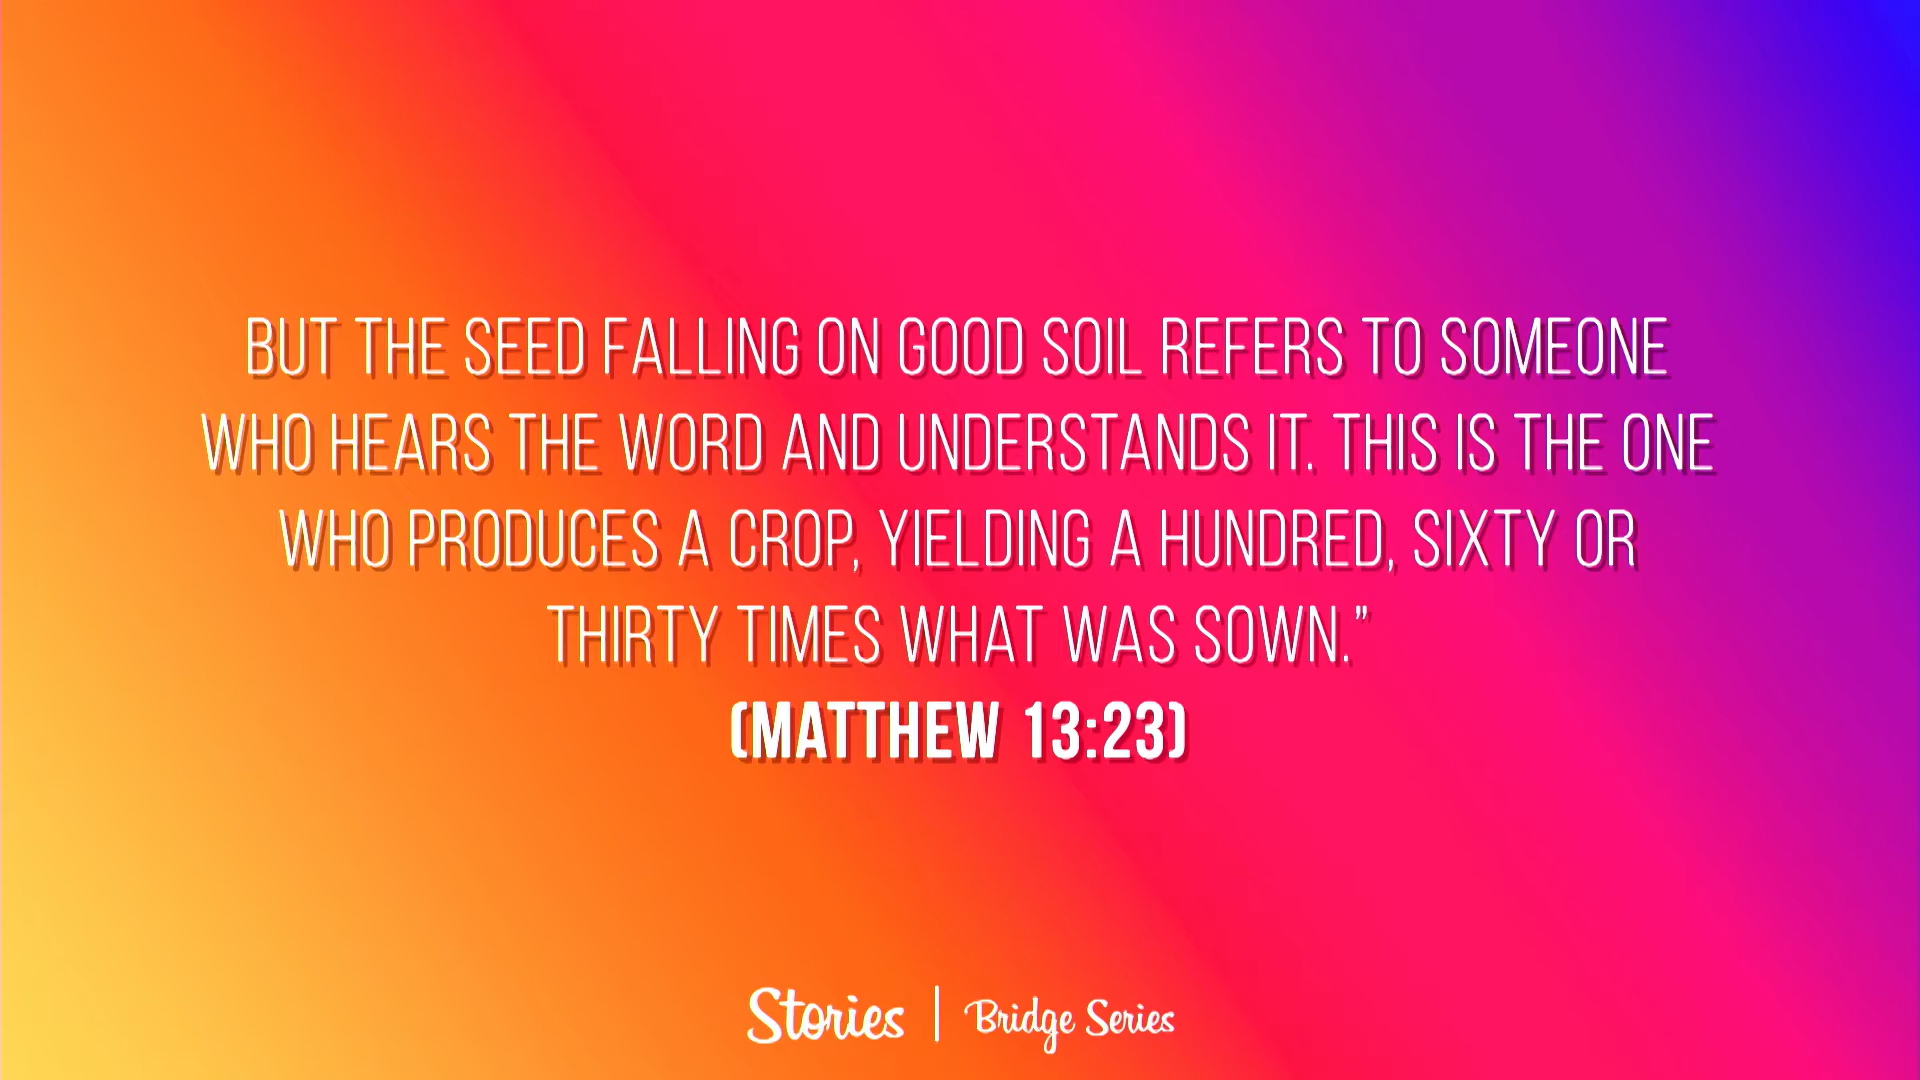 BUT THE SEED FALLING ON GOOD SOIL REFERS TO SOMEONE
WHO HEARS THE WORD AND UNDERSTANDS IT. THIS IS THE ONE
WHO PRODUCES A CROP, YIELDING A HUNDRED, SIXTY OR
THIRTY TIMES WHAT WAS SOWN.”
(MATTHEW 13:23)
Stories | Bridge Series